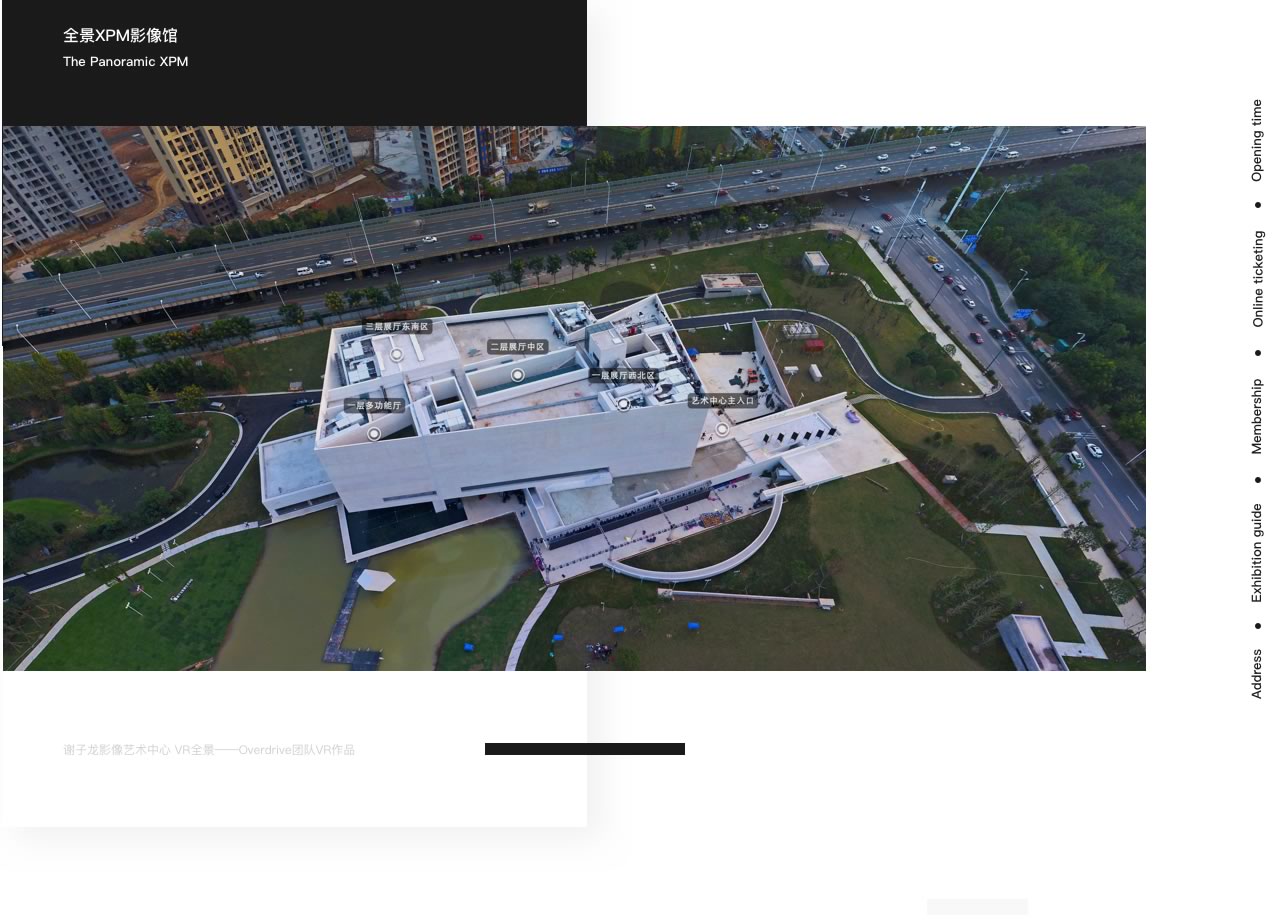 全景XPM影像馆
The Panoramic XPM
三层展厅东南区
二层展厅中区
一层展厅西北区
艺术中心主入口
一层多功能厅
谢子龙影像艺术中心 VR全景——Overdrive团队VR作品
Opening time
Online ticketing
Membership
Exhibition guide
Address